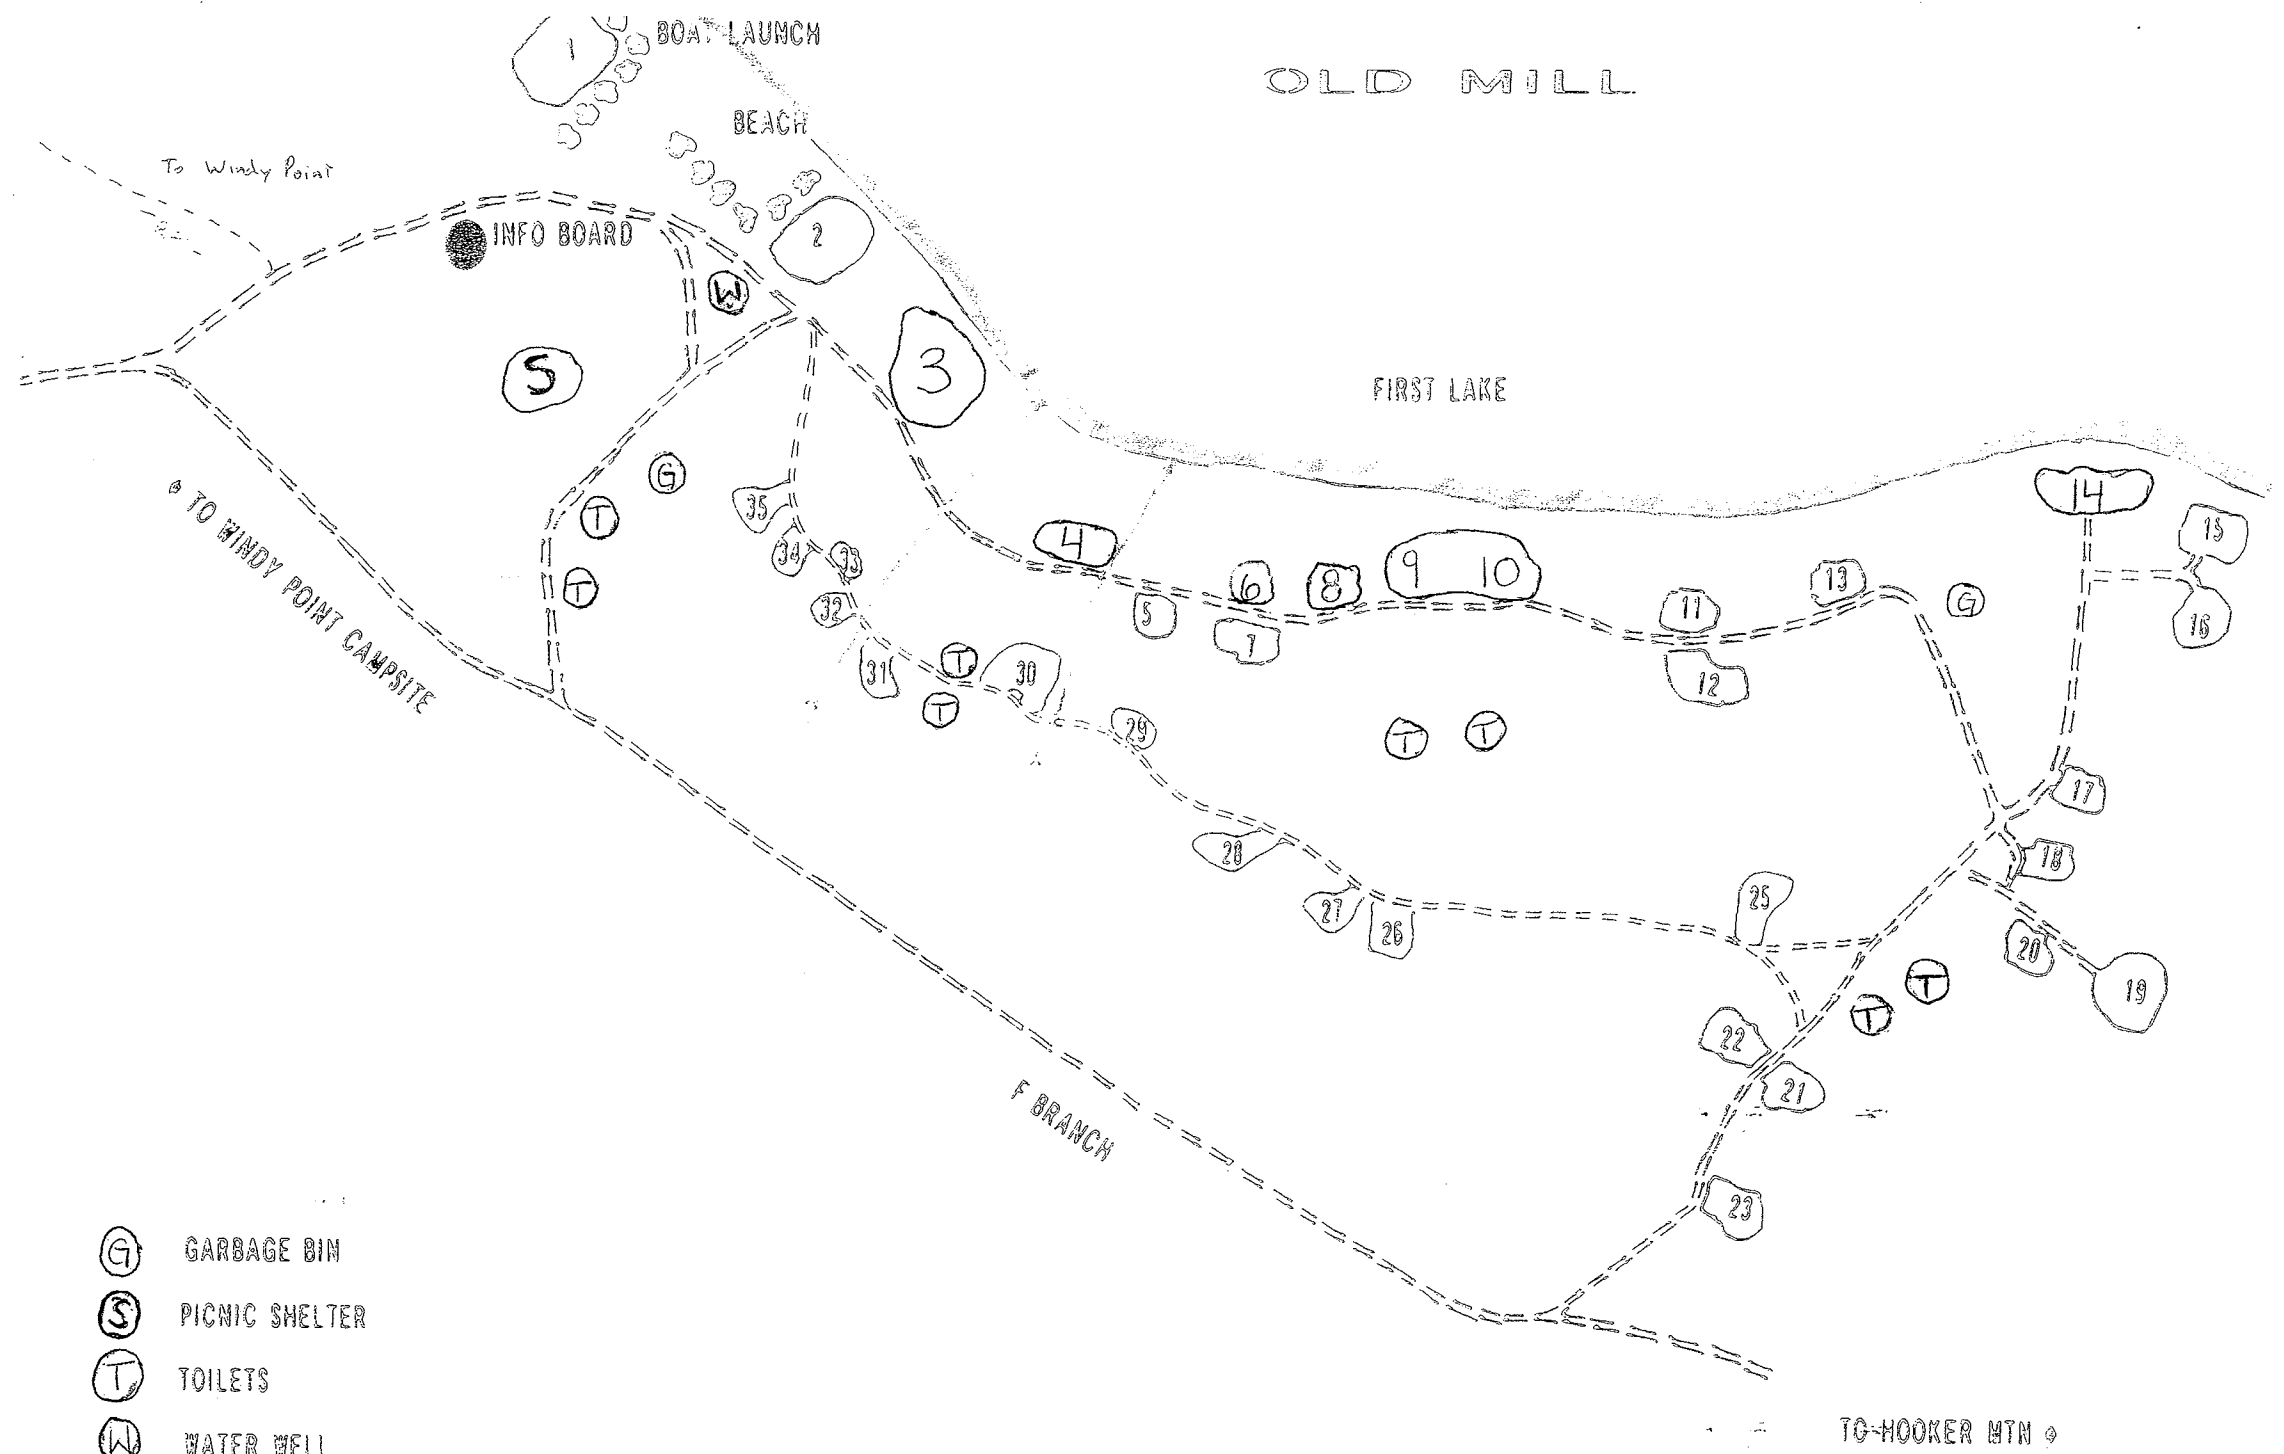 1
BOAT LAUNCH
OLD MILL
BEACH
To Windy Point
INFO BOARD
2
W
3
S
FIRST LAKE
G
T
T
35
34
33
32
31
T
T
30
29
4
5
6
7
8
9 10
11
12
13
G
14
15
16
17
18
19
20
T T
28
27
26
25
T
T
22
21
23
TO WINDY POINT CAMPSITE
F BRANCH
G GARBAGE BIN
S PICNIC SHELTER
T TOILETS
W WATER WELL
TO HOOKER MTN